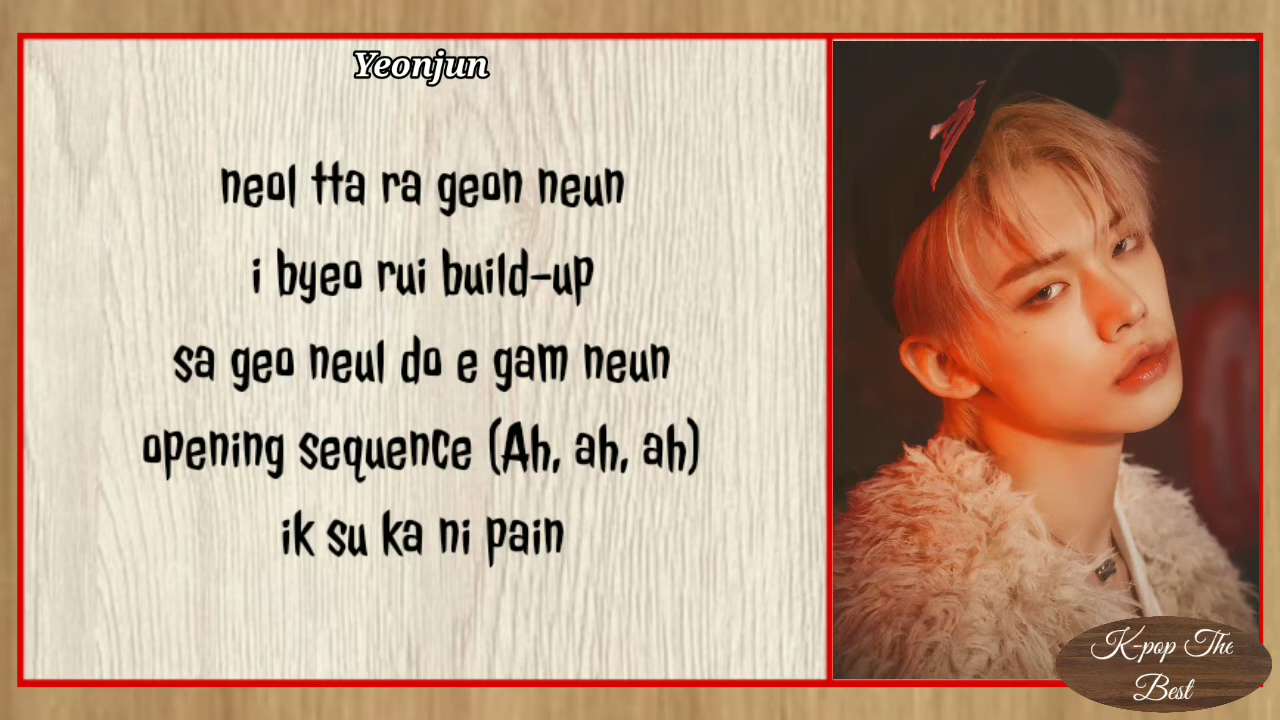 Yeonjun
neol tta ra geon neun
i byeo rui build-up
sa geo neul do e gam neun
opening sequence (Ah, ah, ah)
ik su ka ni pain
K-pop The
Best